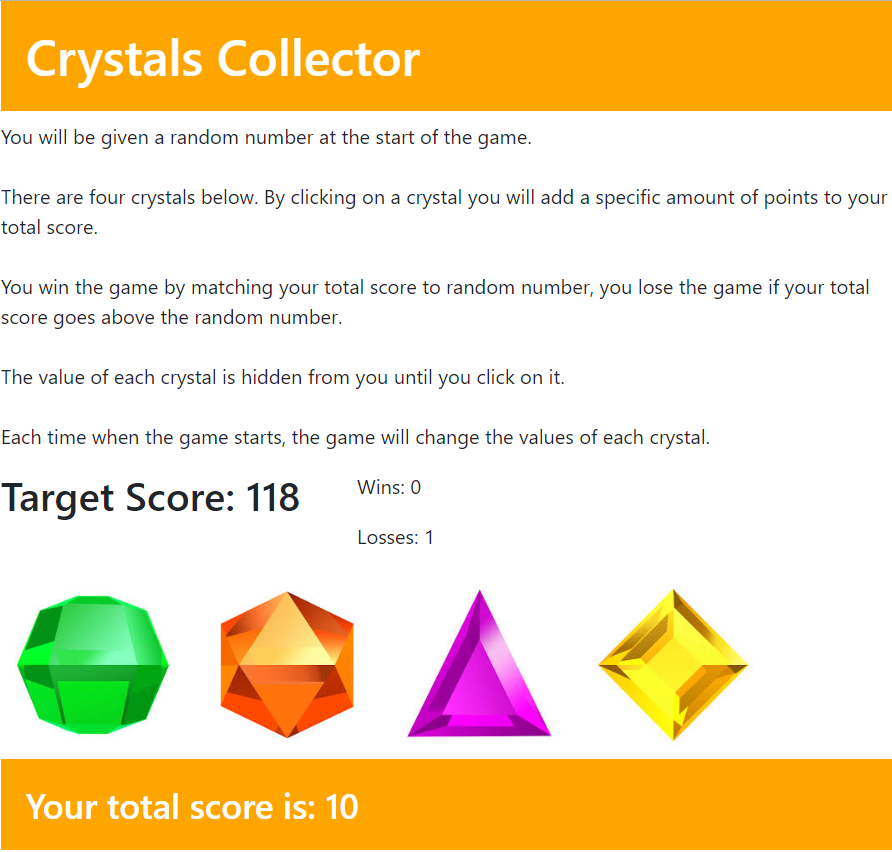 Crystals Collector
You will be given a random number at the start of the game.
There are four crystals below. By clicking on a crystal you will add a specific amount of points to your
total score.
You win the game by matching your total score to random number, you lose the game if your total
score goes above the random number.
The value of each crystal is hidden from you until you click on it.
Each time when the game starts, the game will change the values of each crystal.
Target Score: 118
Wins: 0
Losses: 1
Your total score is: 10